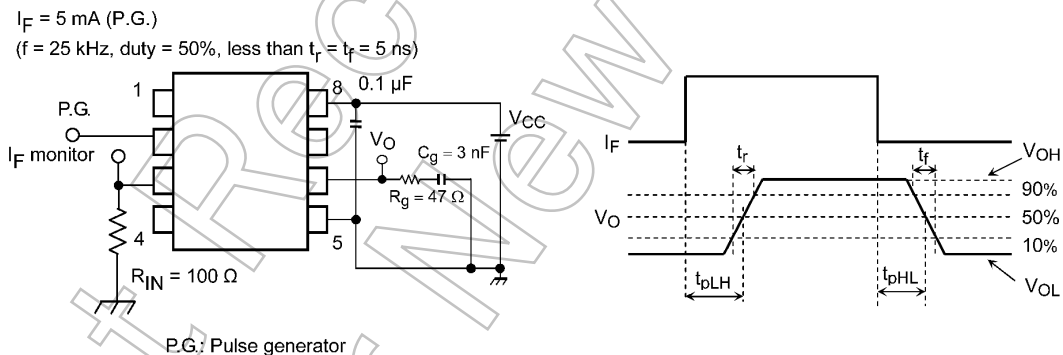 I_F = 5 mA (P.G.)
(f = 25 kHz, duty = 50%, less than t_r = t_f = 5 ns)
1
8
0.1 μF
P.G.
V_O
V_CC
C_g = 3 nF
I_F monitor
R_g = 47 Ω
4
5
R_IN = 100 Ω
P.G.: Pulse generator
I_F
t_r
t_f
V_OH
90%
V_O
50%
10%
t_pLH
t_pHL
V_OL
t Rec
New